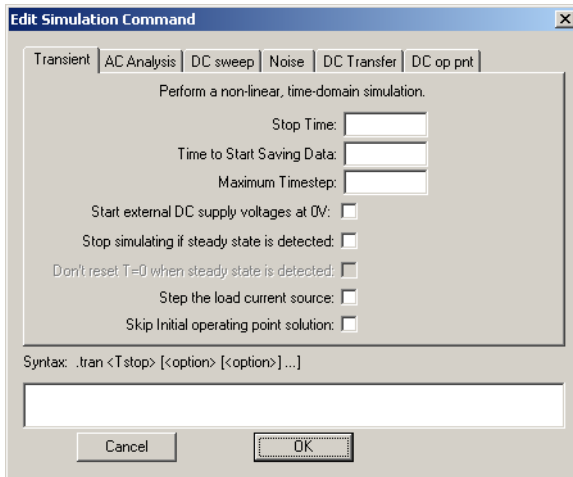 Edit Simulation Command
Transient AC Analysis DC sweep Noise DC Transfer DC op pnt
Perform a non-linear, time-domain simulation.
Stop Time:
Time to Start Saving Data:
Maximum Timestep:
Start external DC supply voltages at 0V:
Stop simulating if steady state is detected:
Don't reset T=0 when steady state is detected:
Step the load current source:
Skip Initial operating point solution:
Syntax: .tran <Tstop> [<option> [<option>] ...]
Cancel OK